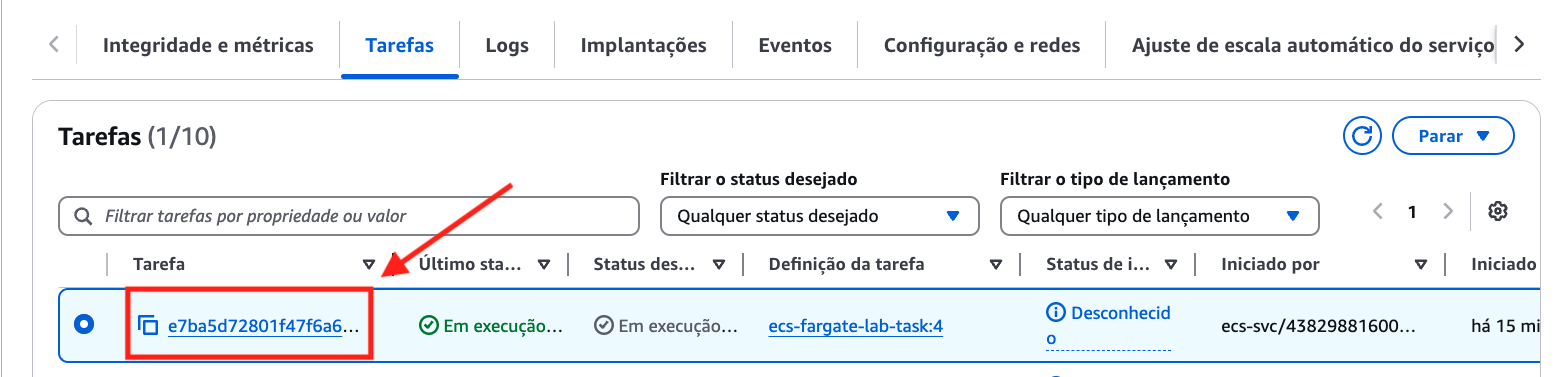 Integridade e métricas Tarefas Logs Implantações Eventos Configuração e redes Ajuste de escala automático do serviço
Tarefas (1/10)
Parar
Filtrar o status desejado Filtrar o tipo de lançamento
Filtrar tarefas por propriedade ou valor Qualquer status desejado Qualquer tipo de lançamento 1
Tarefa Último sta... Status des... Definição da tarefa Status de i... Iniciado por Iniciado
e7ba5d72801f47f6a6... Em execução... Em execução... ecs-fargate-lab-task:4 Desconhecid
o ecs-svc/43829881600... há 15 mi